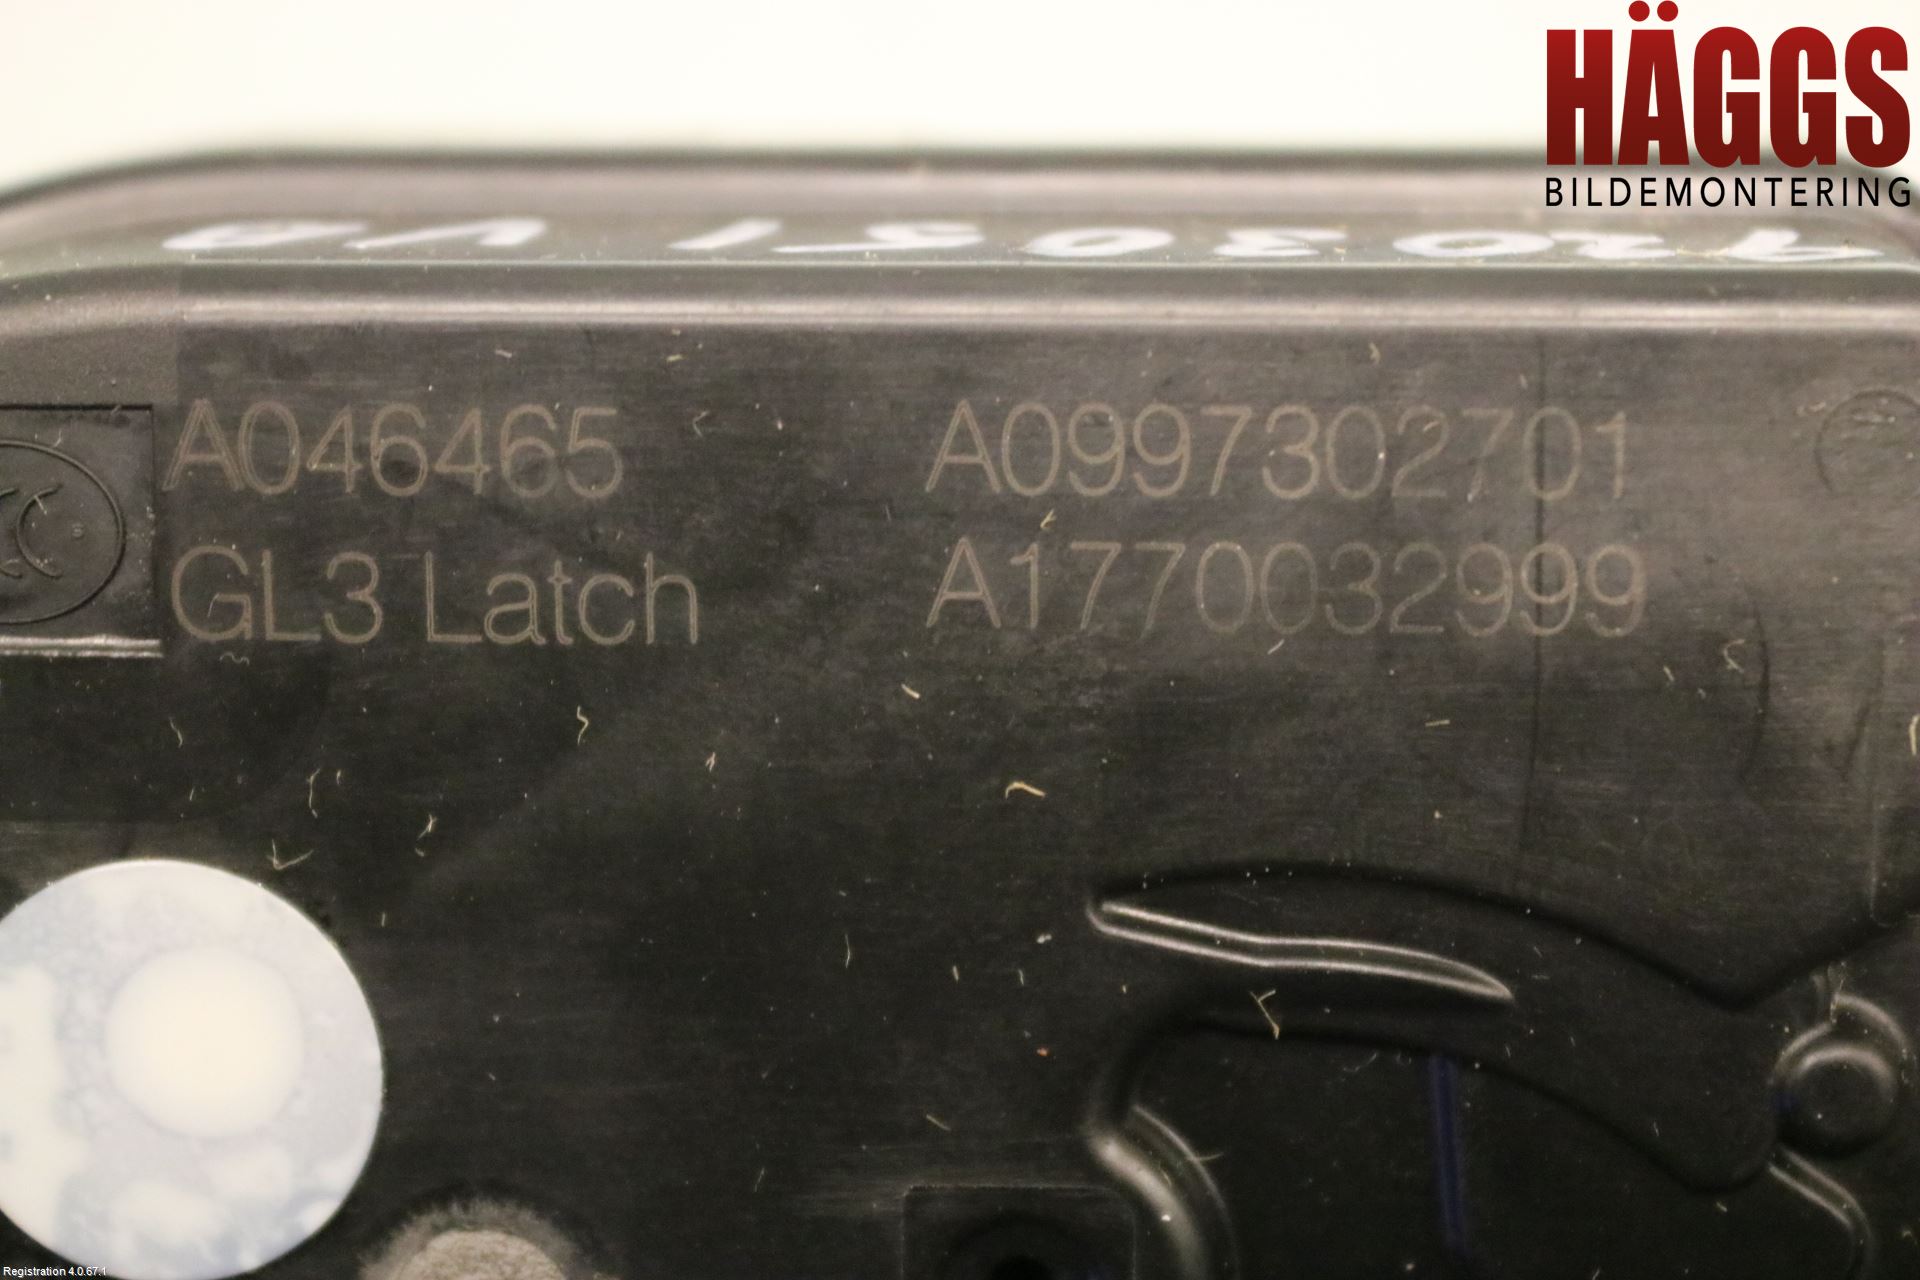 HÄGGS
BILDEMONTERING
A046465
A0997302701
GL3 Latch
A1770032999
Registration 4.0.67.1